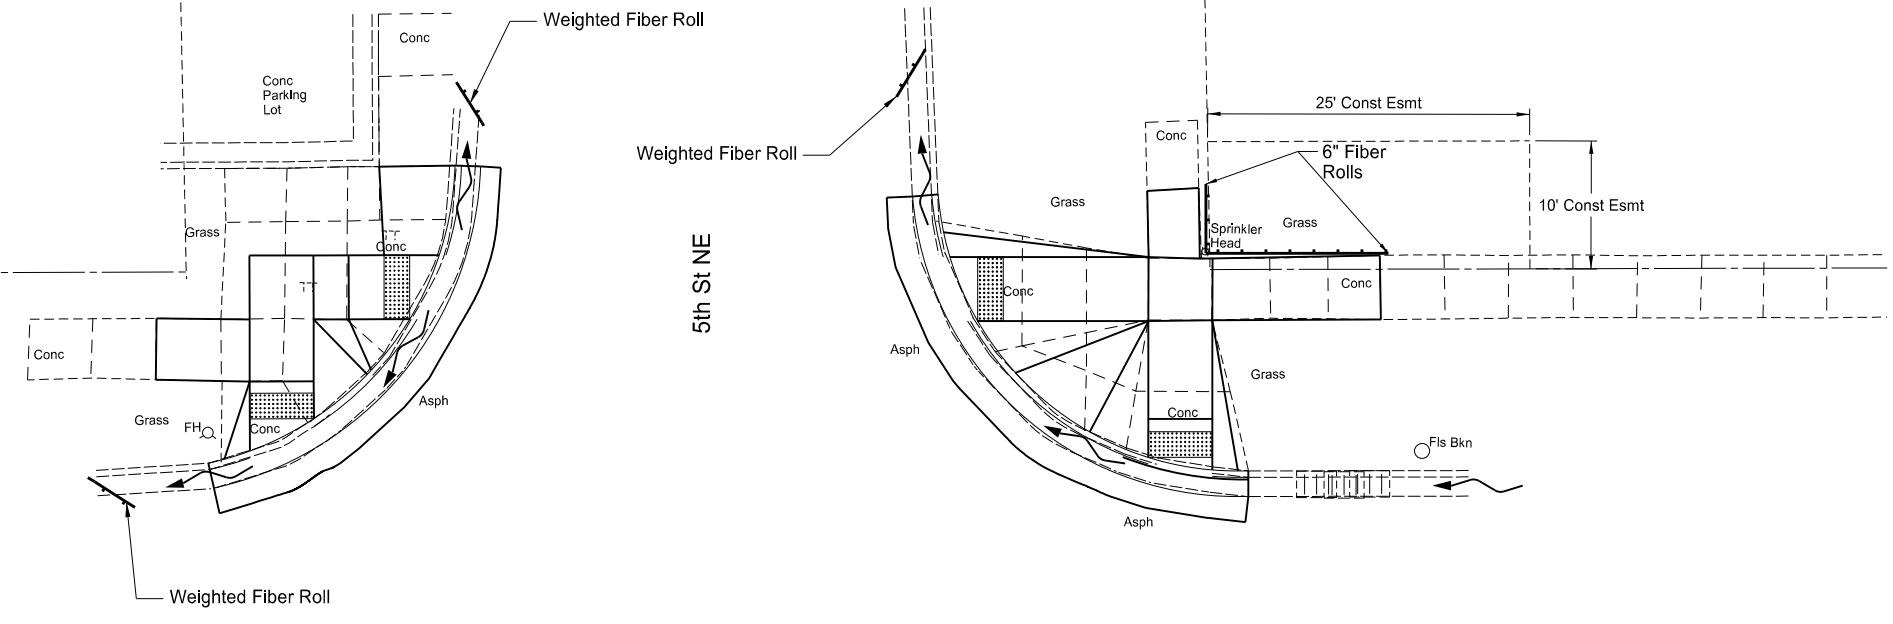 Weighted Fiber Roll
Conc
Conc
Parking
Lot
25' Const Esmt
Conc
Weighted Fiber Roll
6" Fiber
Rolls
Grass
10' Const Esmt
Grass
Grass
Sprinkler
Head
Conc
5th St NE
Conc
Conc
Conc
Asph
Grass
Asph
Grass
FH
Conc
Conc
Fls Bkn
Asph
Weighted Fiber Roll